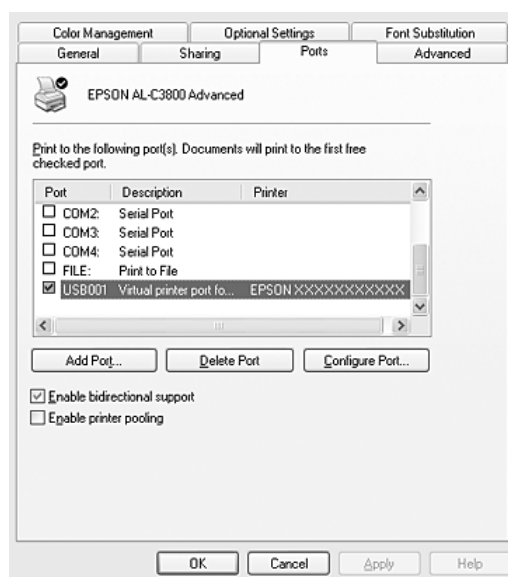 Color Management Optional Settings Font Substitution
General Sharing Ports Advanced
EPSON AL-C3800 Advanced
Print to the following port(s). Documents will print to the first free
checked port.
Port Description Printer
COM2: Serial Port
COM3: Serial Port
COM4: Serial Port
FILE: Print to File
USB001 Virtual printer port fo... EPSON XXXXXXXXXXX
Add Port... Delete Port Configure Port...
Enable bidirectional support
Enable printer pooling
OK Cancel Apply Help